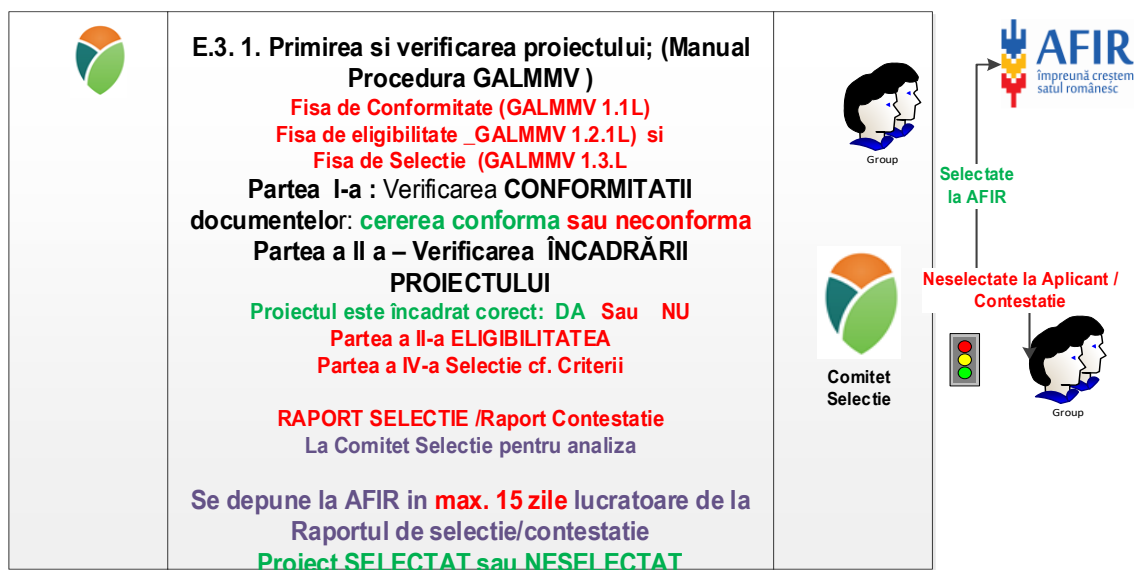 E.3. 1. Primirea si verificarea proiectului; (Manual
Procedura GALMMV )
Fisa de Conformitate (GALMMV 1.1L)
Fisa de eligibilitate _GALMMV 1.2.1L) si
Fisa de Selectie (GALMMV 1.3.L
Partea I-a : Verificarea CONFORMITATII
documentelor: cererea conforma sau neconforma
Partea a II a – Verificarea ÎNCADRĂRII
PROIECTULUI
Proiectul este încadrat corect: DA Sau NU
Partea a II-a ELIGIBILITATEA
Partea a IV-a Selectie cf. Criterii
RAPORT SELECTIE /Raport Contestatie
La Comitet Selectie pentru analiza
Se depune la AFIR in max. 15 zile lucratoare de la
Raportul de selectie/contestatie
Proiect SELECTAT sau NESELECTAT
Group
Comitet
Selectie
AFIR
împreună creștem
satul românesc
Selectate
la AFIR
Neselectate la Aplicant /
Contestatie
Group